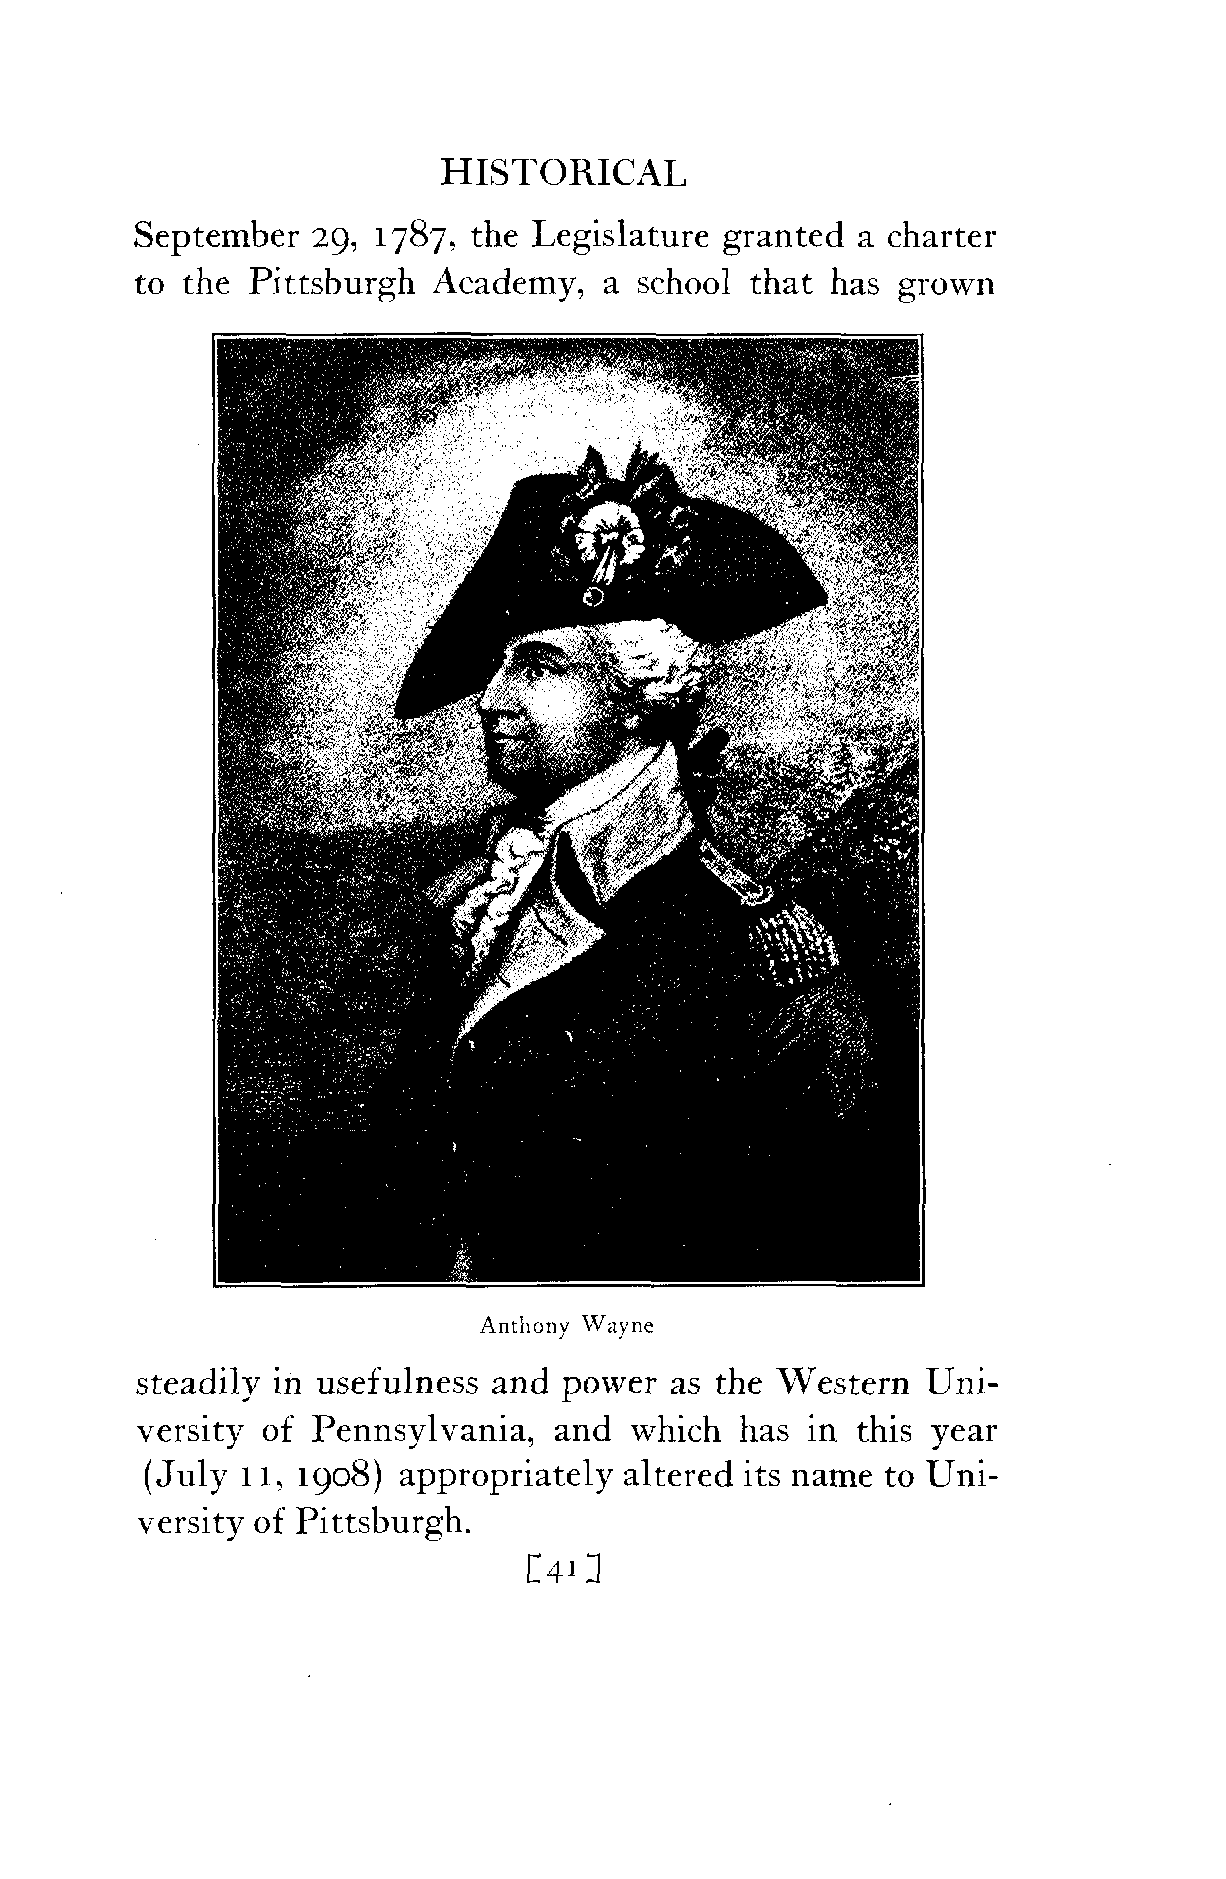 HISTORICAL
September 29, 1787, the Legislature granted a charter
to the Pittsburgh Academy, a school that has grown
Anthony Wayne
steadily in usefulness and power as the Western Uni-
versity of Pennsylvania, and which has in this year
(July 11, 1908) appropriately altered its name to Uni-
versity of Pittsburgh.
[41]